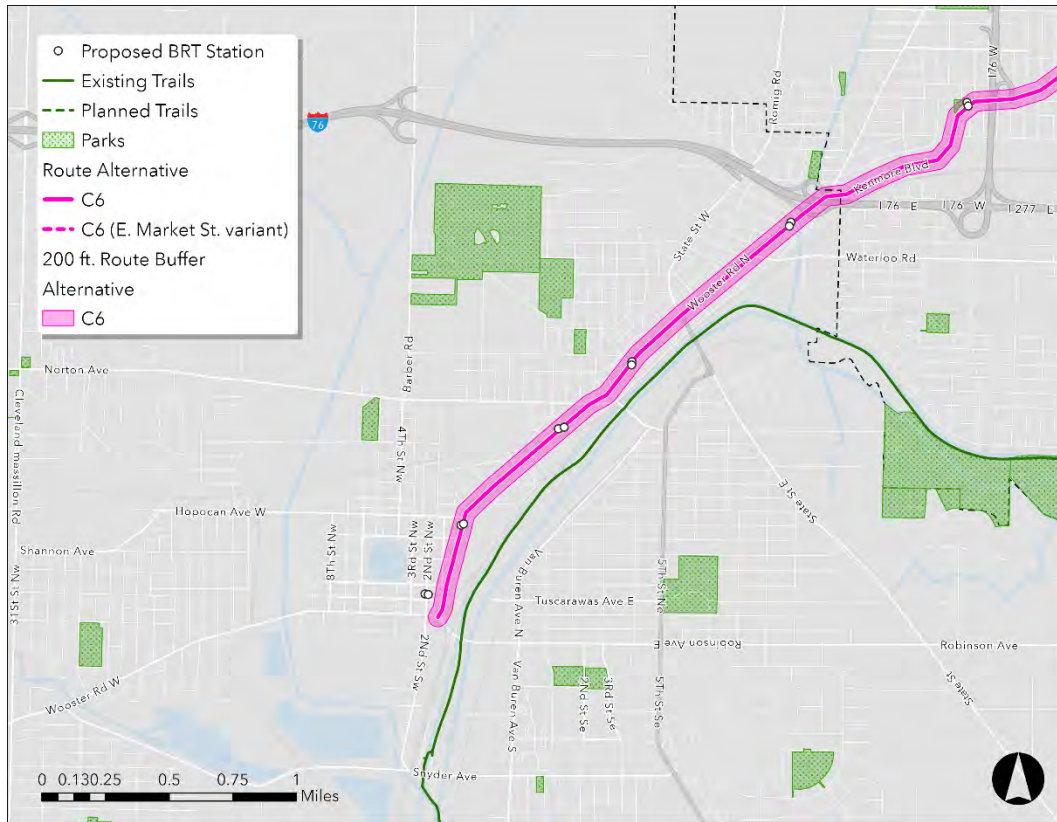 Proposed BRT Station
Existing Trails
Planned Trails
Parks
Route Alternative
C6
C6 (E. Market St. variant)
200 ft. Route Buffer
Alternative
C6
76
Romig Rd
I 76 W
Kenmore Blvd
I 76 E
I 76 W
I 277 E
State St W
Waterloo Rd
Wooster Rd N
Barber Rd
Norton Ave
Cleveland massillon Rd
4Th St Nw
Hopocan Ave W
8Th St Nw
3Rd St Nw
2Nd St Nw
Shannon Ave
State St E
Van Buren Ave N
5Th St Ne
31St St Nw
Tuscarawas Ave E
Robinson Ave E
Robinson Ave
2Nd St Sw
Wooster Rd W
Van Buren Ave S
2Nd St Se
3Rd St Se
5Th St Se
State St
Snyder Ave
0 0.130.25 0.5 0.75 1
Miles